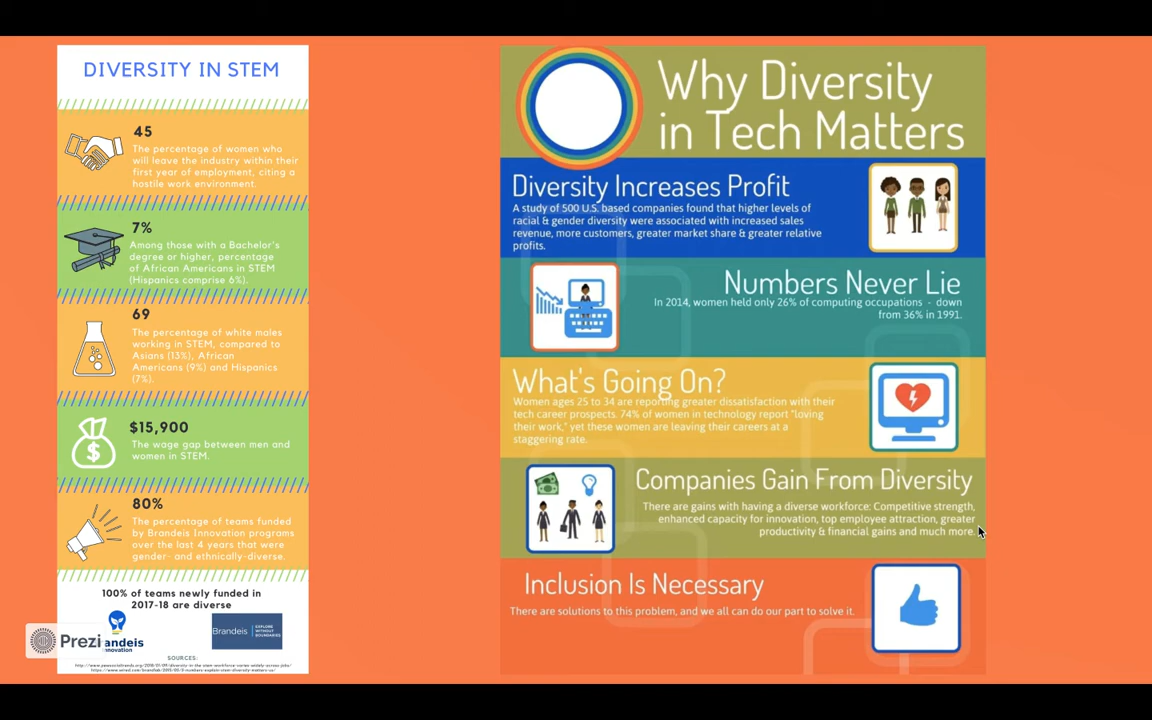 DIVERSITY IN STEM
45
The percentage of women who
will leave the industry within their
first year of employment, citing a
hostile work environment.
7%
Among those with a Bachelor's
degree or higher, percentage
of African Americans in STEM
(Hispanics comprise 6%).
69
The percentage of white males
working in STEM, compared to
Asians (13%), African
Americans (9%) and Hispanics
(7%).
$15,900
The wage gap between men and
women in STEM.
80%
The percentage of teams funded
by Brandeis Innovation programs
over the last 4 years that were
gender- and ethnically-diverse.
100% of teams newly funded in
2017-18 are diverse
Prezi
andeis
Brandeis
EXPLORE
WITHOUT
BOUNDARIES
SOURCES:
Why Diversity
in Tech Matters
Diversity Increases Profit
A study of 500 U.S. based companies found that higher levels of
racial & gender diversity were associated with increased sales
revenue, more customers, greater market share & greater relative
profits.
Numbers Never Lie
In 2014, women held only 26% of computing occupations - down
from 36% in 1991.
What's Going On?
Women ages 25 to 34 are reporting greater dissatisfaction with their
tech career prospects. 74% of women in technology report "loving
their work," yet these women are leaving their careers at a
staggering rate.
Companies Gain From Diversity
There are gains with having a diverse workforce: Competitive strength,
enhanced capacity for innovation, top employee attraction, greater
productivity & financial gains and much more.
Inclusion Is Necessary
There are solutions to this problem, and we all can do our part to solve it.